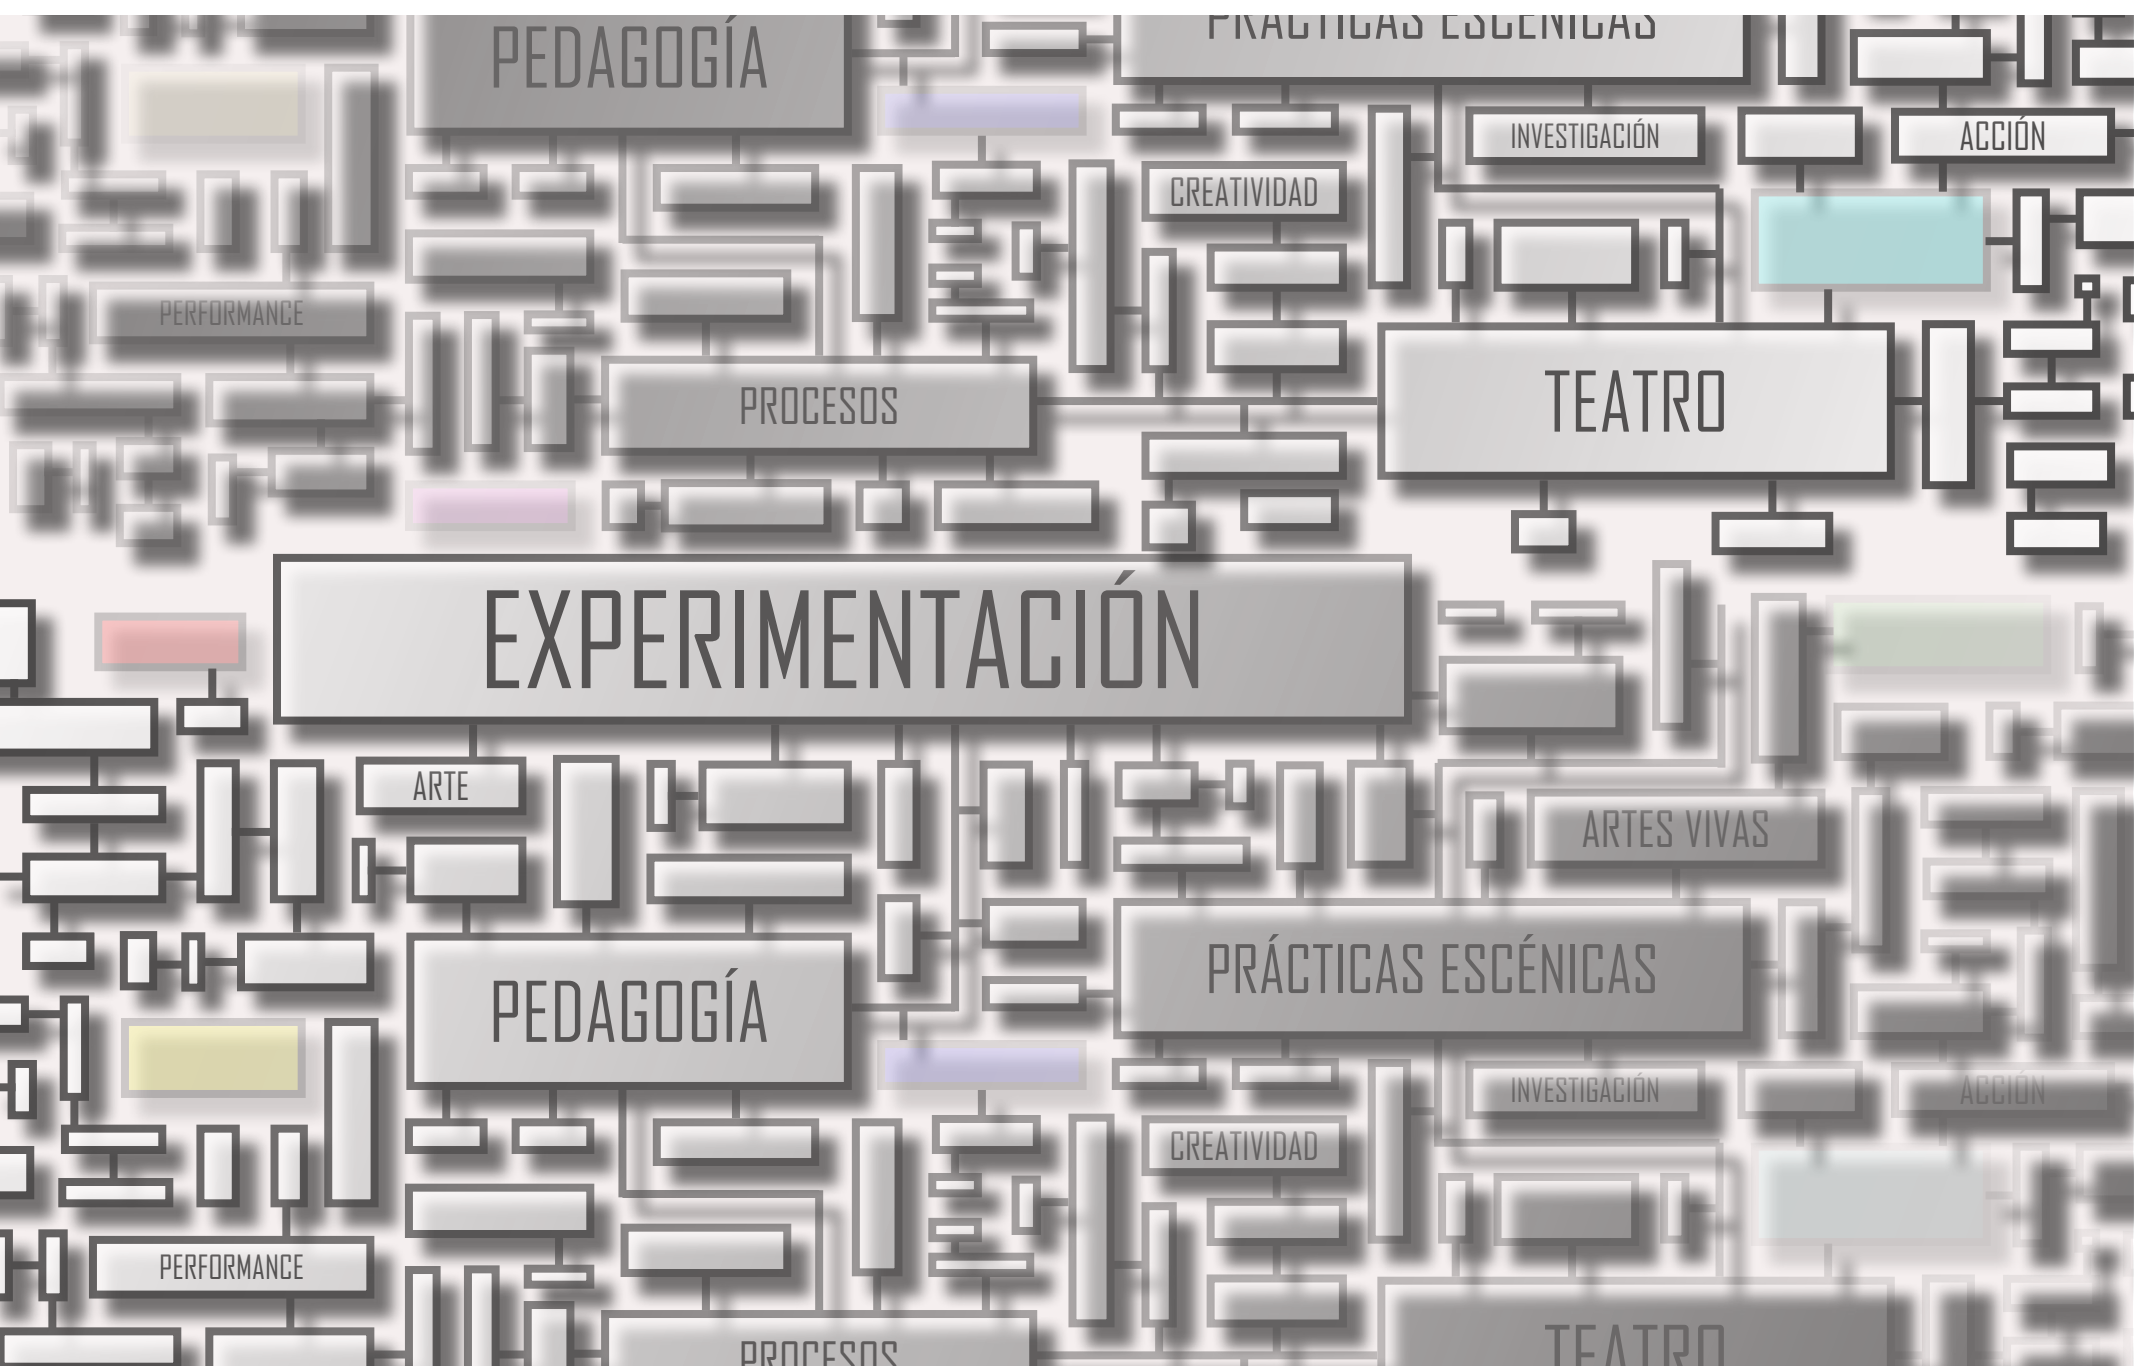 PRÁCTICAS ESCÉNICAS
PEDAGOGÍA
INVESTIGACIÓN
ACCIÓN
CREATIVIDAD
PERFORMANCE
PROCESOS
TEATRO
EXPERIMENTACIÓN
ARTE
ARTES VIVAS
PRÁCTICAS ESCÉNICAS
PEDAGOGÍA
INVESTIGACIÓN
ACCIÓN
CREATIVIDAD
PERFORMANCE
PROCESOS
TEATRO